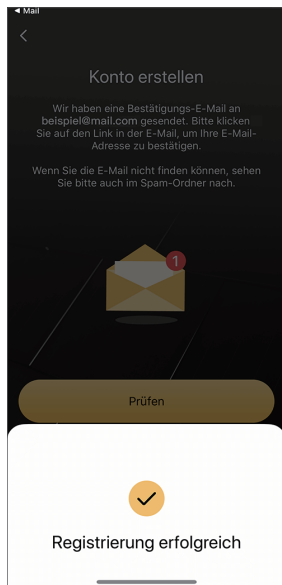 ◀ Mail
Konto erstellen
Wir haben eine Bestätigungs-E-Mail an
beispiel@mail.com gesendet. Bitte klicken
Sie auf den Link in der E-Mail, um Ihre E-Mail-
Adresse zu bestätigen.
Wenn Sie die E-Mail nicht finden können, sehen
Sie bitte auch im Spam-Ordner nach.
1
Prüfen
Registrierung erfolgreich